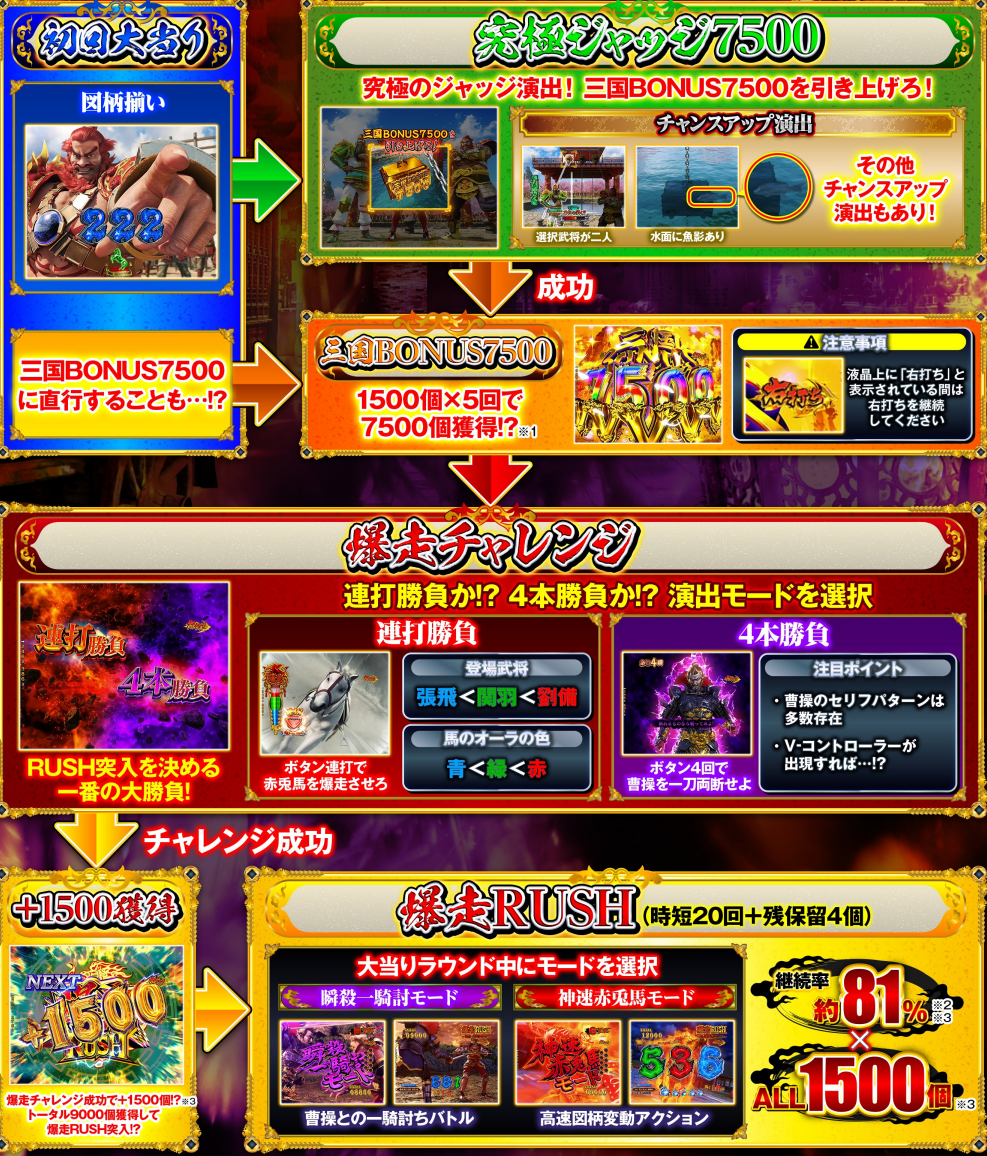 初回大当り
図柄揃い
222
三国BONUS7500
に直行することも…!?
究極ジャッジ7500
究極のジャッジ演出！三国BONUS7500を引き上げろ！
三国BONUS7500を
引き上げろ!
チャンスアップ演出
選択武将が二人
水面に魚影あり
その他
チャンスアップ
演出もあり！
成功
三国BONUS7500
1500個×5回で
7500個獲得!?※1
三国
1500
注意事項
右打ち
液晶上に「右打ち」と
表示されている間は
右打ちを継続
してください
爆走チャレンジ
連打勝負か!? 4本勝負か!? 演出モードを選択
連打勝負
4本勝負
RUSH突入を決める
一番の大勝負!
連打勝負
ボタン連打で
赤兎馬を爆走させろ
登場武将
張飛＜関羽＜劉備
馬のオーラの色
青＜緑＜赤
4本勝負
ボタン4回で
曹操を一刀両断せよ
注目ポイント
・曹操のセリフパターンは
多数存在
・V-コントローラーが
出現すれば…!?
チャレンジ成功
+1500獲得
NEXT
+1500
RUSH
爆走チャレンジ成功で+1500個!?※3
トータル9000個獲得して
爆走RUSH突入!?
爆走RUSH(時短20回＋残保留4個)
大当りラウンド中にモードを選択
瞬殺一騎討モード
瞬殺
一騎討
モード
曹操との一騎討ちバトル
神速赤兎馬モード
神速
赤兎馬
モード
536
高速図柄変動アクション
継続率
約81%※2
※3
×
ALL1500個※3